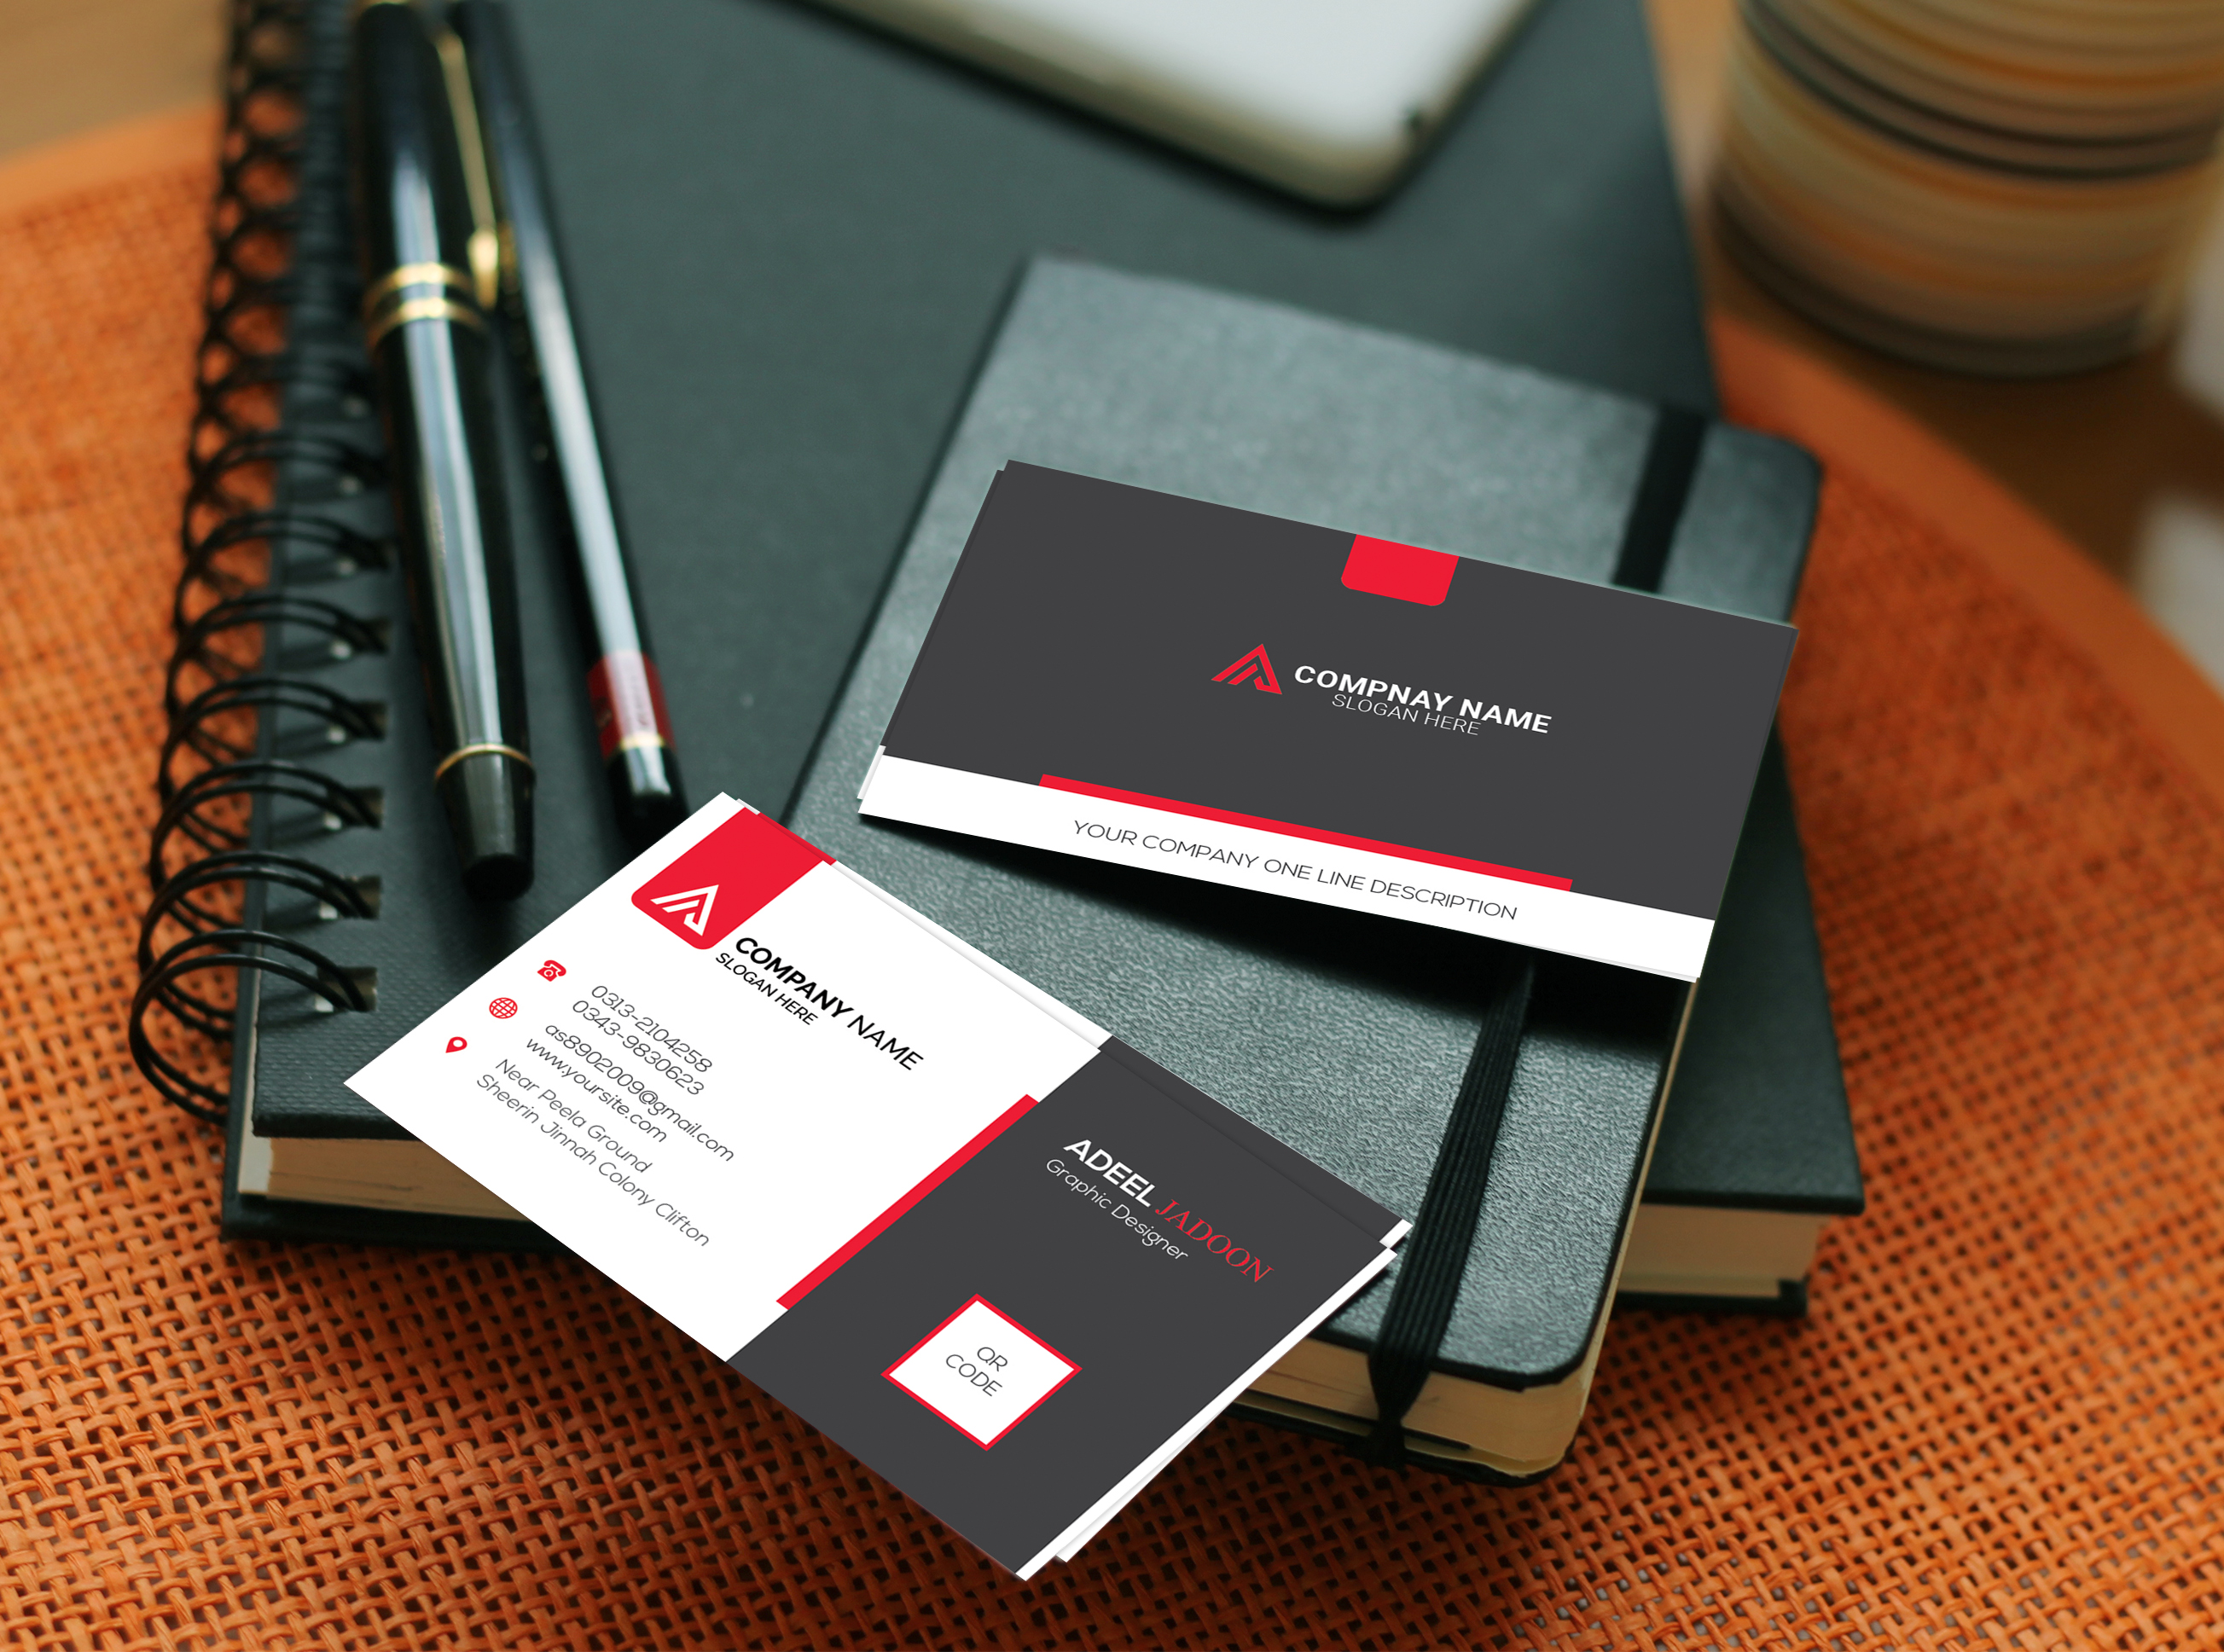 COMPNAY NAME
SLOGAN HERE
YOUR COMPANY ONE LINE DESCRIPTION
COMPANY NAME
SLOGAN HERE
0313-2104258
0343-9830623
as8902009@gmail.com
www.yoursite.com
Near Peela Ground
Sheerin Jinnah Colony Clifton
ADEEL JADOON
Graphic Designer
QR
CODE